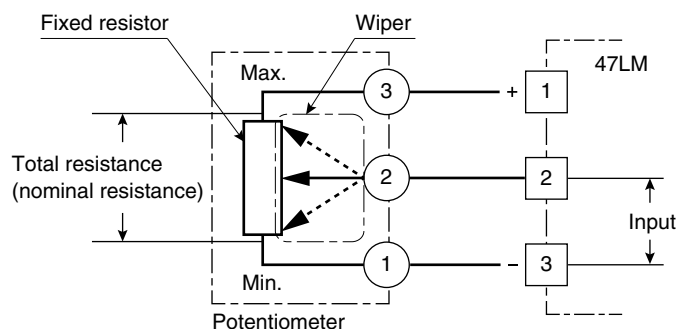 Fixed resistor
Wiper
Max.
47LM
3
+
1
Total resistance
(nominal resistance)
2
2
Input
1
−
3
Min.
Potentiometer